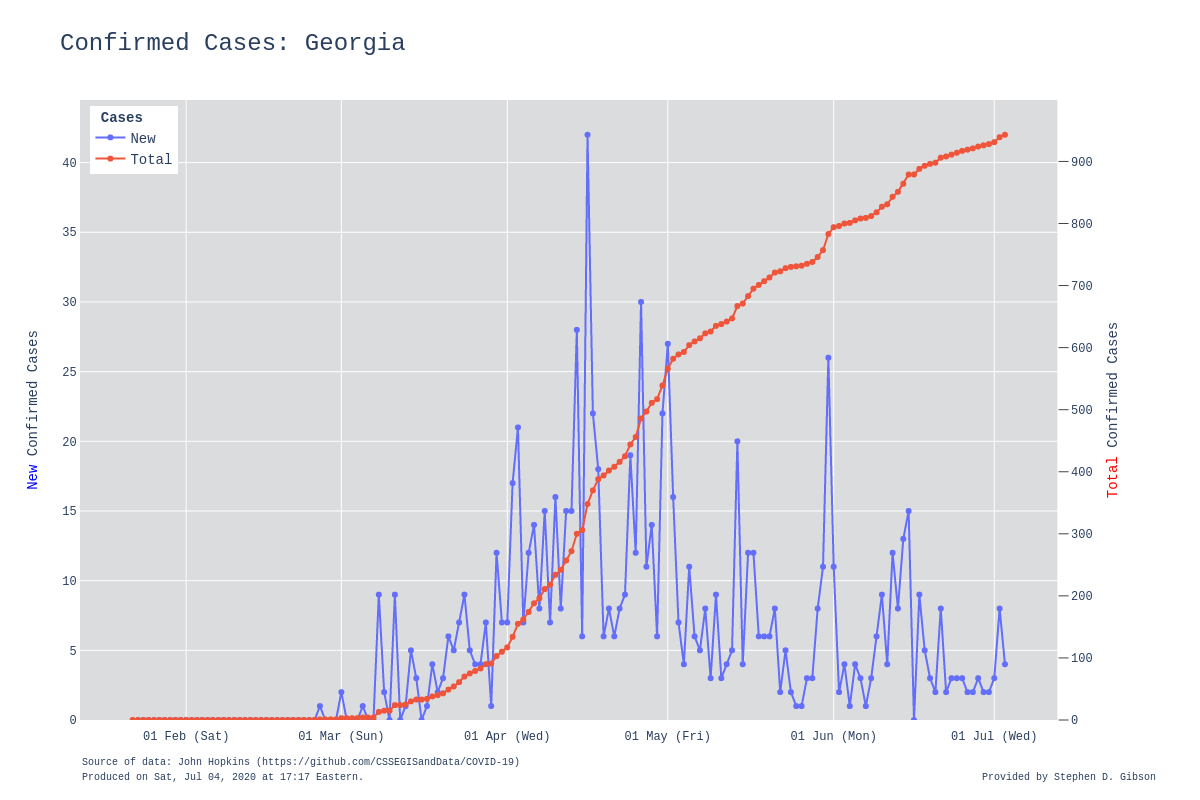 Confirmed Cases: Georgia
Cases
New
Total
40
35
30
25
20
15
10
5
0
900
800
700
600
500
400
300
200
100
0
New Confirmed Cases
Total Confirmed Cases
01 Feb (Sat)
01 Mar (Sun)
01 Apr (Wed)
01 May (Fri)
01 Jun (Mon)
01 Jul (Wed)
Source of data: John Hopkins (https://github.com/CSSEGISandData/COVID-19)
Produced on Sat, Jul 04, 2020 at 17:17 Eastern.
Provided by Stephen D. Gibson